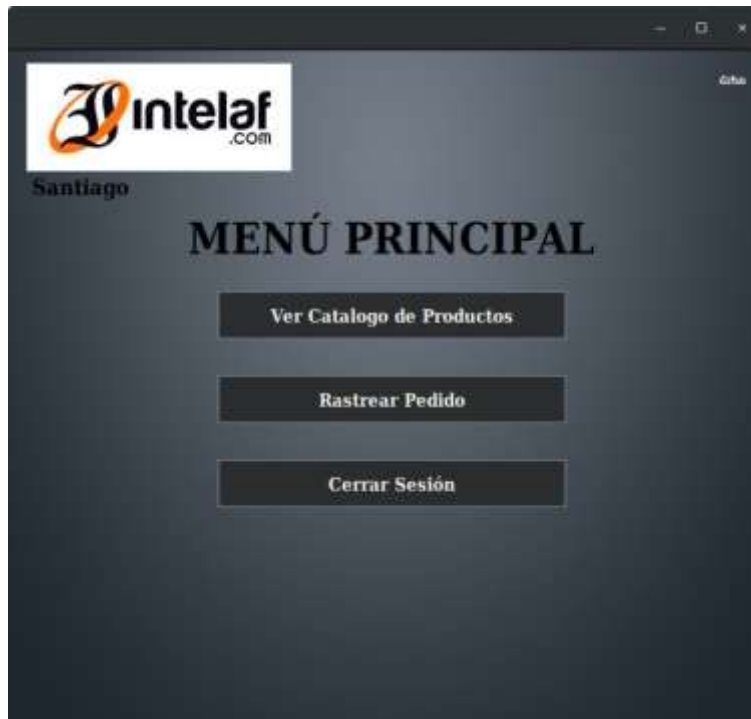 intelaf
.com
Santiago
MENÚ PRINCIPAL
Ver Catalogo de Productos
Rastrear Pedido
Cerrar Sesión